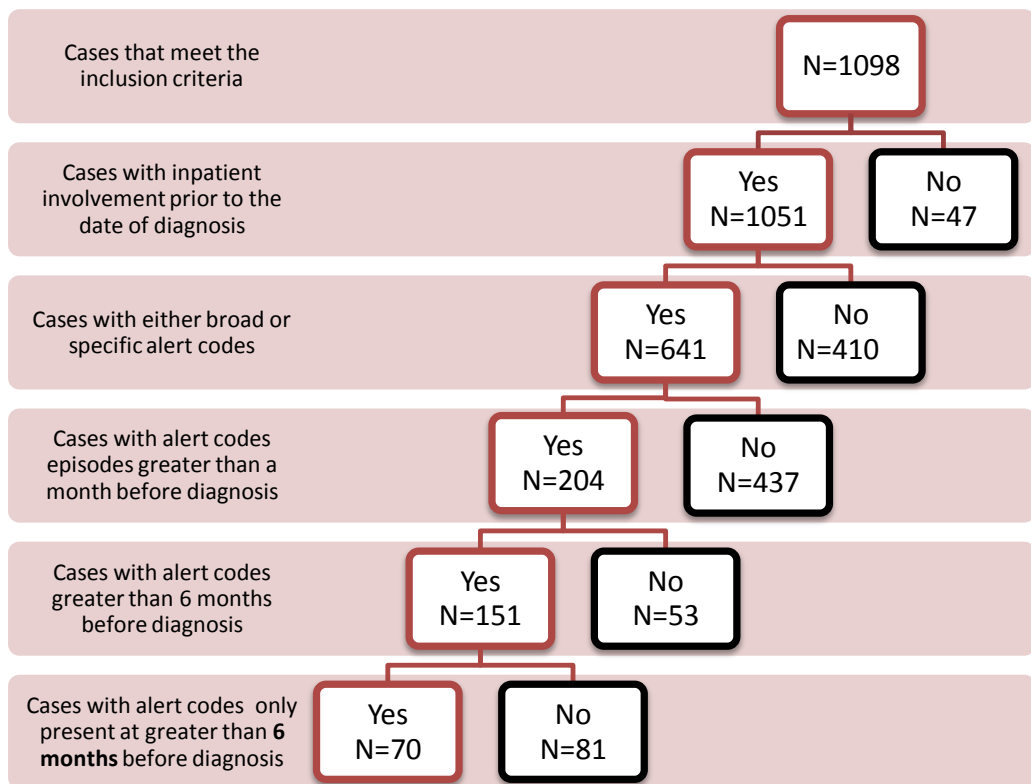 Cases that meet the
inclusion criteria
N=1098
Cases with inpatient
involvement prior to the
date of diagnosis
Yes
N=1051
No
N=47
Cases with either broad or
specific alert codes
Yes
N=641
No
N=410
Cases with alert codes
episodes greater than a
month before diagnosis
Yes
N=204
No
N=437
Cases with alert codes
greater than 6 months
before diagnosis
Yes
N=151
No
N=53
Cases with alert codes only
present at greater than 6
months before diagnosis
Yes
N=70
No
N=81